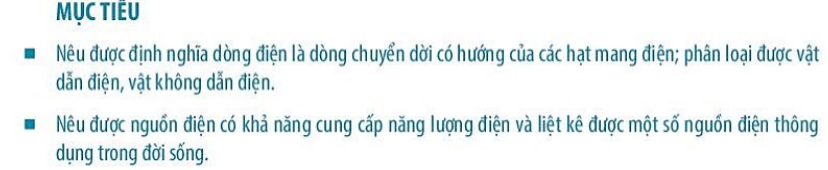 MỤC TIÊU
▪ Nêu được định nghĩa dòng điện là dòng chuyển dời có hướng của các hạt mang điện; phân loại được vật
dẫn điện, vật không dẫn điện.
▪ Nêu được nguồn điện có khả năng cung cấp năng lượng điện và liệt kê được một số nguồn điện thông
dụng trong đời sống.